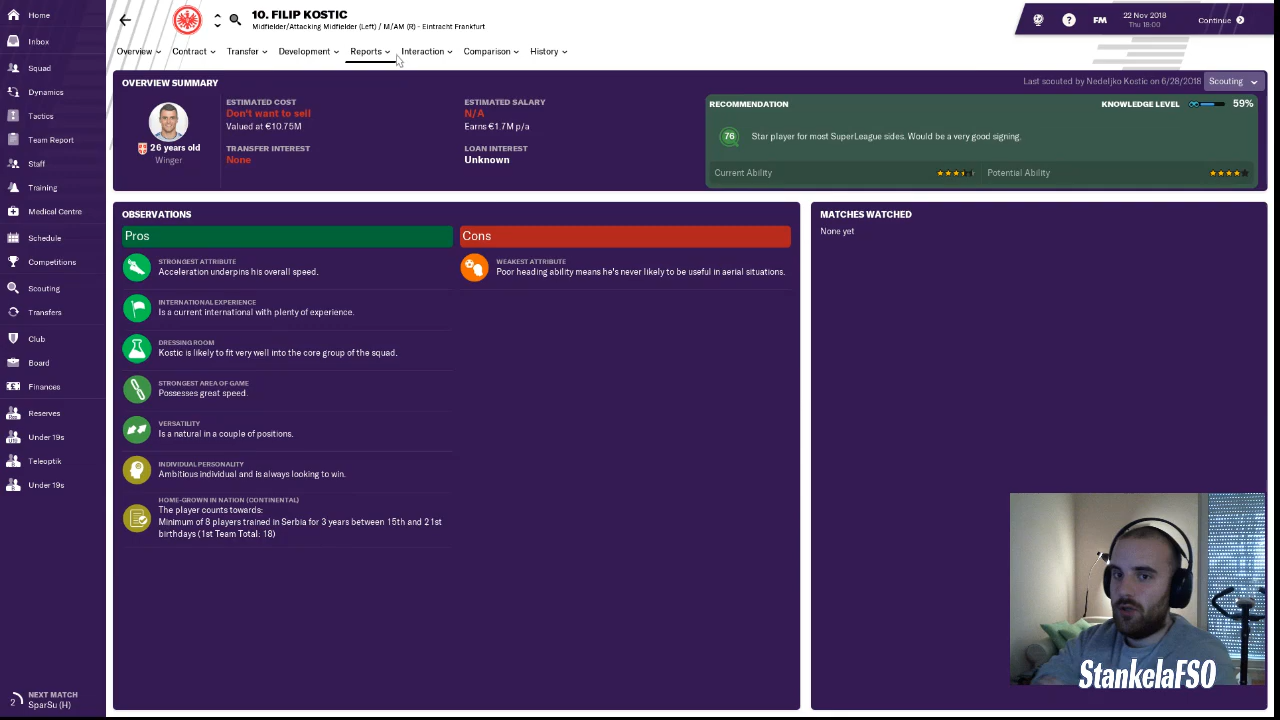 Home
Inbox
Squad
Dynamics
Tactics
Team Report
Staff
Training
Medical Centre
Schedule
Competitions
Scouting
Transfers
Club
Board
Finances
Reserves
Under 19s
Teleoptik
Under 19s
2
NEXT MATCH
SparSu (H)
10. FILIP KOSTIC
Midfielder/Attacking Midfielder (Left) / M/AM (R) - Eintracht Frankfurt
? FM
22 Nov 2018
Thu 18:00
Continue
Overview Contract Transfer Development Reports Interaction Comparison History
OVERVIEW SUMMARY
Last scouted by Nedeljko Kostic on 6/28/2018 Scouting
26 years old
Winger
ESTIMATED COST
Don't want to sell
Valued at €10.75M
TRANSFER INTEREST
None
ESTIMATED SALARY
N/A
Earns €1.7M p/a
LOAN INTEREST
Unknown
RECOMMENDATION
KNOWLEDGE LEVEL 59%
76 Star player for most SuperLeague sides. Would be a very good signing.
Current Ability
Potential Ability
OBSERVATIONS
Pros
STRONGEST ATTRIBUTE
Acceleration underpins his overall speed.
INTERNATIONAL EXPERIENCE
Is a current international with plenty of experience.
DRESSING ROOM
Kostic is likely to fit very well into the core group of the squad.
STRONGEST AREA OF GAME
Possesses great speed.
VERSATILITY
Is a natural in a couple of positions.
INDIVIDUAL PERSONALITY
Ambitious individual and is always looking to win.
HOME-GROWN IN NATION (CONTINENTAL)
The player counts towards:
Minimum of 8 players trained in Serbia for 3 years between 15th and 21st
birthdays (1st Team Total: 18)
Cons
WEAKEST ATTRIBUTE
Poor heading ability means he's never likely to be useful in aerial situations.
MATCHES WATCHED
None yet
StankelaFSO